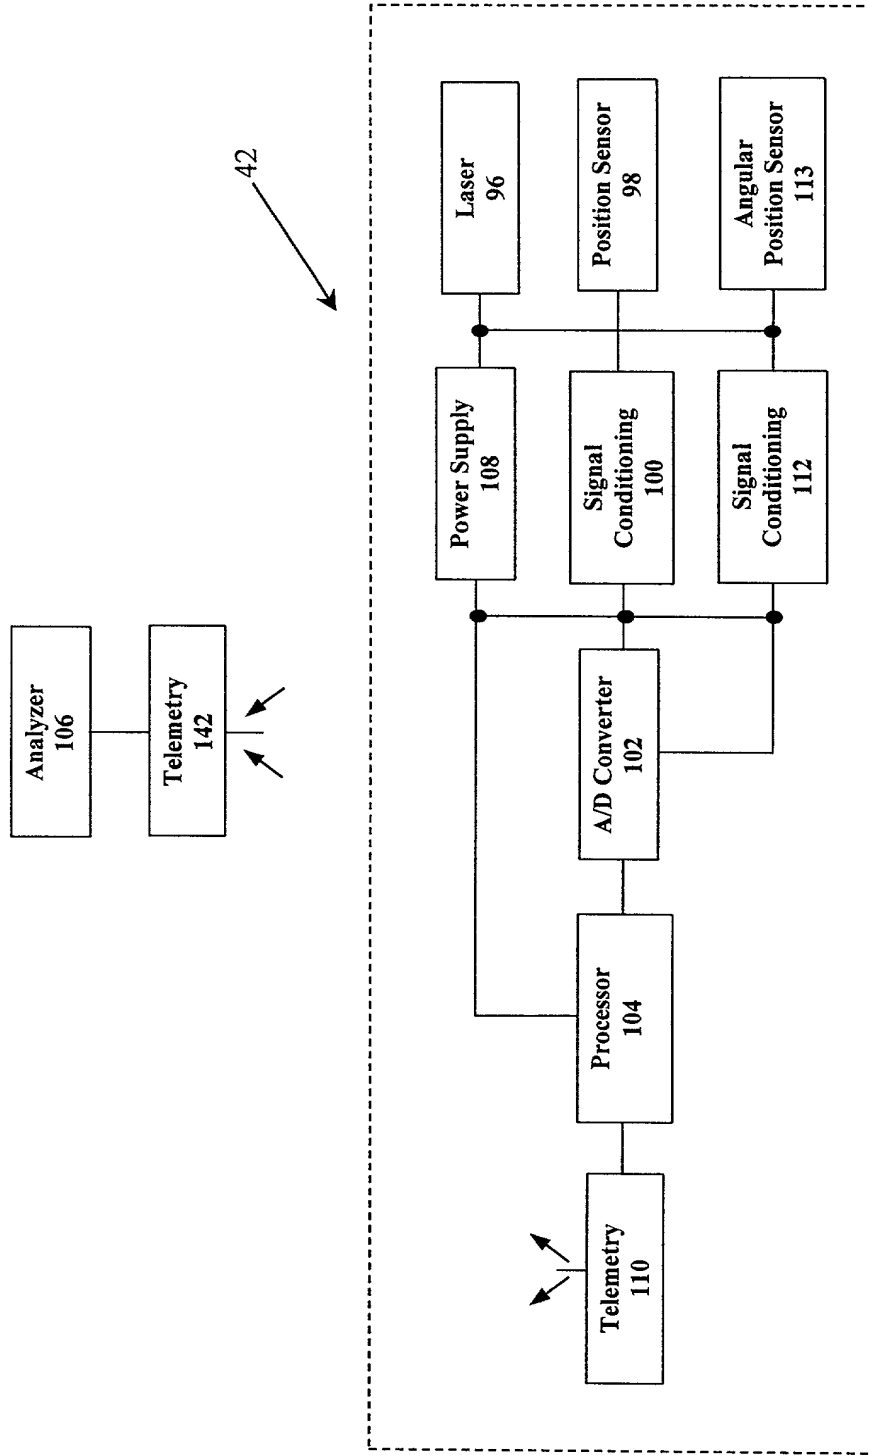 Analyzer
106
Telemetry
142
42
Laser
96
Position Sensor
98
Angular
Position Sensor
113
Power Supply
108
Signal
Conditioning
100
Signal
Conditioning
112
A/D Converter
102
Processor
104
Telemetry
110